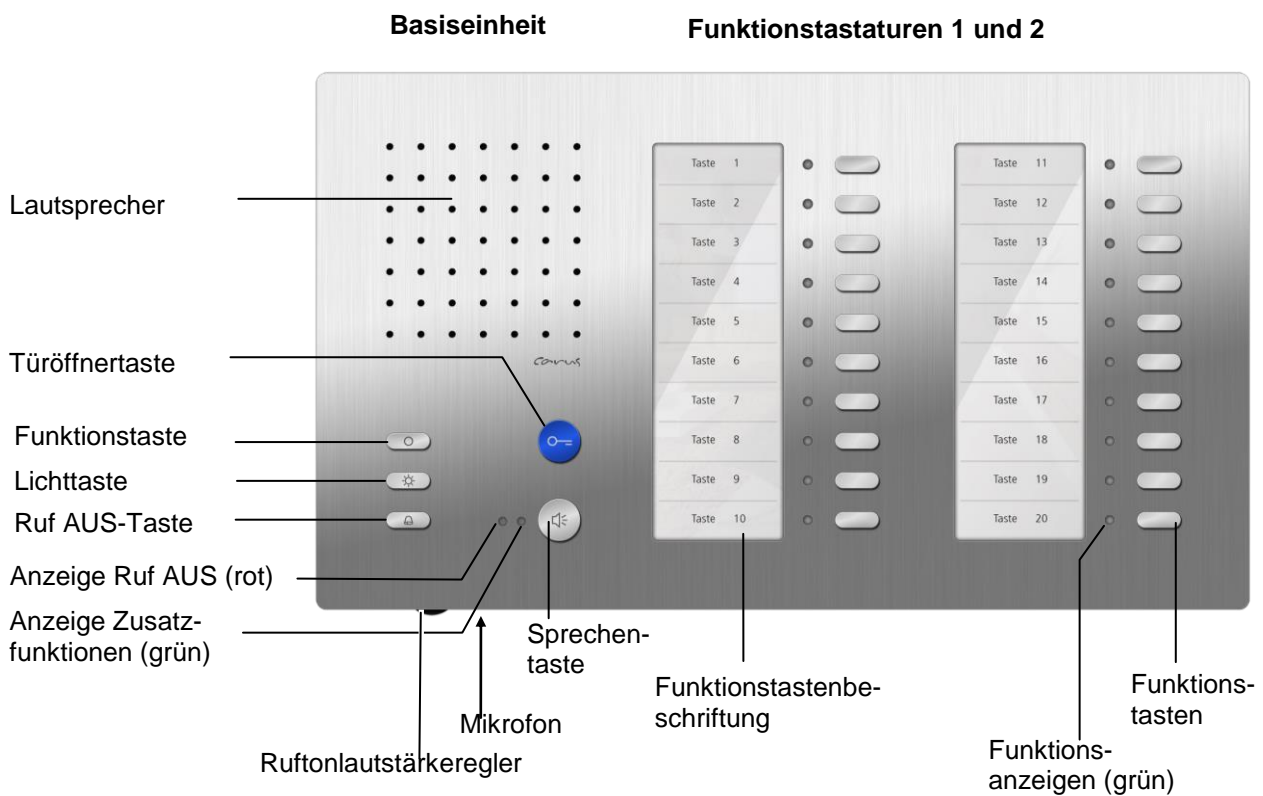 Basiseinheit
Funktionstastaturen 1 und 2
Lautsprecher
Türöffnertaste
Funktionstaste
Lichttaste
Ruf AUS-Taste
Anzeige Ruf AUS (rot)
Anzeige Zusatz-
funktionen (grün)
carus
Taste 1
Taste 2
Taste 3
Taste 4
Taste 5
Taste 6
Taste 7
Taste 8
Taste 9
Taste 10
Taste 11
Taste 12
Taste 13
Taste 14
Taste 15
Taste 16
Taste 17
Taste 18
Taste 19
Taste 20
Sprechen-
taste
Mikrofon
Ruftonlautstärkeregler
Funktionstastenbe-
schriftung
Funktions-
anzeigen (grün)
Funktions-
tasten